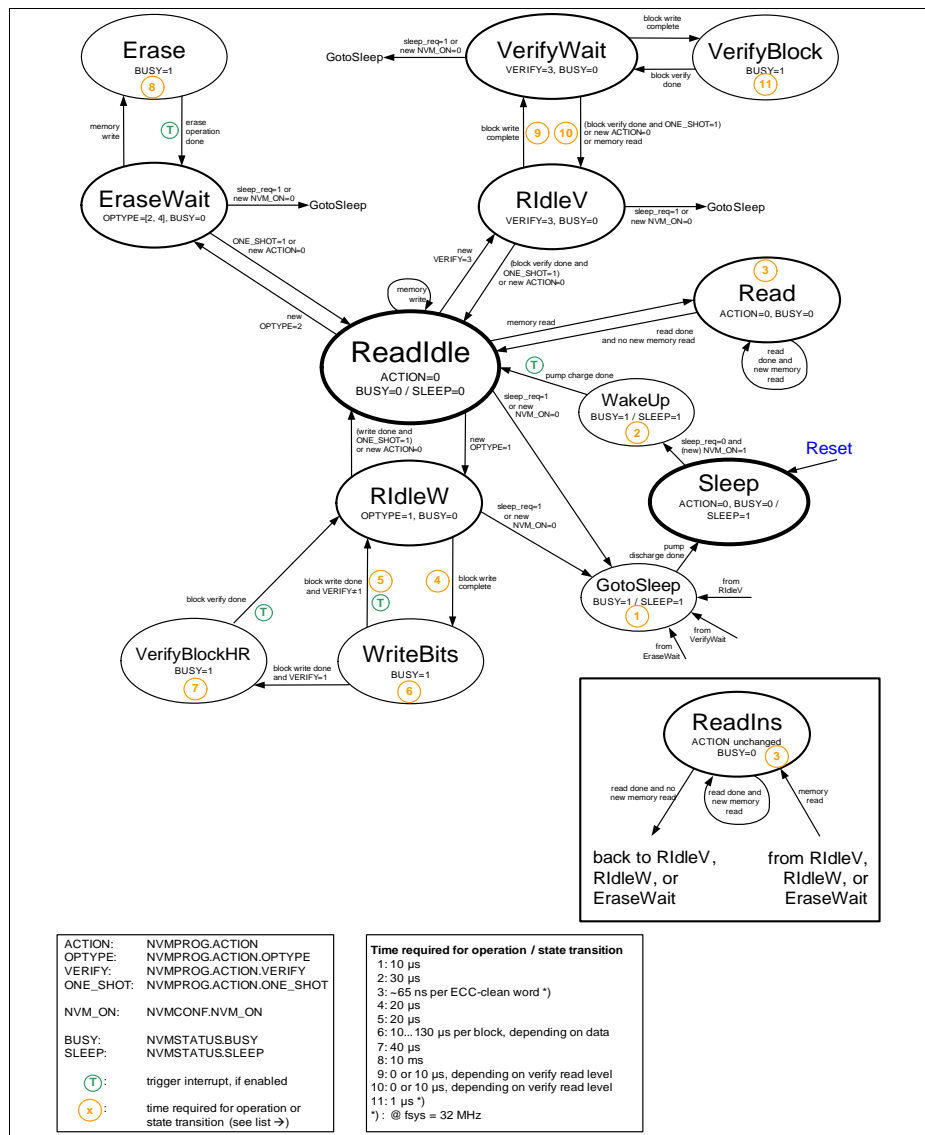 Erase
BUSY=1
8
memory
write
T
erase
operation
done
EraseWait
OPTYPE=[2, 4], BUSY=0
sleep_req=1 or
new NVM_ON=0
GotoSleep
ONE_SHOT=1 or
new ACTION=0
new
OPTYPE=2
GotoSleep
sleep_req=1 or
new NVM_ON=0
VerifyWait
VERIFY=3, BUSY=0
block write
complete
block verify
done
VerifyBlock
BUSY=1
11
block write
complete
9
10
(block verify done and ONE_SHOT=1)
or new ACTION=0
or memory read
RIdleV
VERIFY=3, BUSY=0
sleep_req=1 or
new NVM_ON=0
GotoSleep
new
VERIFY=3
(block verify done and
ONE_SHOT=1)
or new ACTION=0
memory
write
ReadIdle
ACTION=0
BUSY=0 / SLEEP=0
memory read
read done
and no new memory read
3
Read
ACTION=0, BUSY=0
read
done and
new memory
read
T
pump charge done
WakeUp
BUSY=1 / SLEEP=1
2
sleep_req=1
or new
NVM_ON=0
sleep_req=0 and
(new) NVM_ON=1
Reset
Sleep
ACTION=0, BUSY=0 /
SLEEP=1
(write done and
ONE_SHOT=1)
or new ACTION=0
new
OPTYPE=1
RIdleW
OPTYPE=1, BUSY=0
sleep_req=1
or new
NVM_ON=0
pump
discharge done
GotoSleep
BUSY=1 / SLEEP=1
1
from
RIdleV
from
VerifyWait
from
EraseWait
block verify done
T
block write done
and VERIFY≠1
5
T
4
block write
complete
VerifyBlockHR
BUSY=1
7
block write done
and VERIFY=1
WriteBits
BUSY=1
6
ReadIns
ACTION unchanged
BUSY=0
3
read done and no
new memory read
read done and
new memory
read
memory
read
back to RIdleV,
RIdleW, or
EraseWait
from RIdleV,
RIdleW, or
EraseWait
ACTION: NVMPROG.ACTION
OPTYPE: NVMPROG.ACTION.OPTYPE
VERIFY: NVMPROG.ACTION.VERIFY
ONE_SHOT: NVMPROG.ACTION.ONE_SHOT
NVM_ON: NVMCONF.NVM_ON
BUSY: NVMSTATUS.BUSY
SLEEP: NVMSTATUS.SLEEP
T : trigger interrupt, if enabled
x : time required for operation or
state transition (see list →)
Time required for operation / state transition
1: 10 µs
2: 30 µs
3: ~65 ns per ECC-clean word *)
4: 20 µs
5: 20 µs
6: 10...130 µs per block, depending on data
7: 40 µs
8: 10 ms
9: 0 or 10 µs, depending on verify read level
10: 0 or 10 µs, depending on verify read level
11: 1 µs *)
*) : @ fsys = 32 MHz